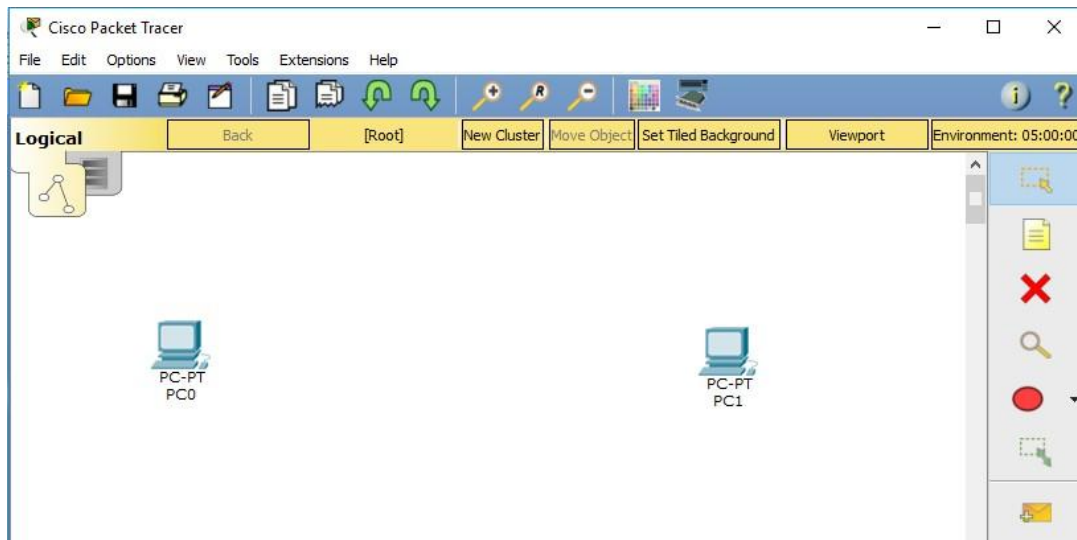 Cisco Packet Tracer
File Edit Options View Tools Extensions Help
R
i ?
Logical Back [Root] New Cluster Move Object Set Tiled Background Viewport Environment: 05:00:00
PC-PT
PC0
PC-PT
PC1